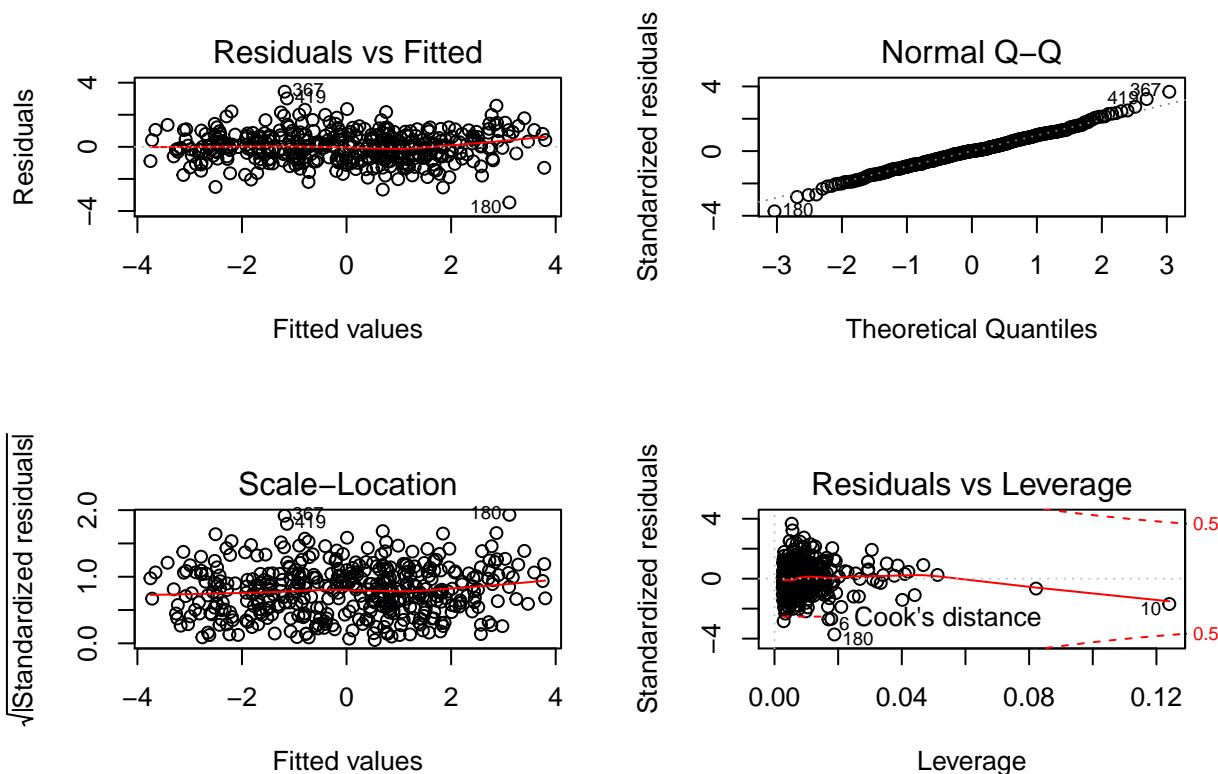 Residuals vs Fitted
Residuals
4
0
−4
367
419
180
−4 −2 0 2 4
Fitted values
Normal Q−Q
Standardized residuals
4
0
−4
419
367
180
−3 −2 −1 0 1 2 3
Theoretical Quantiles
Scale−Location
√|Standardized residuals|
2.0
1.0
0.0
367
419
180
−4 −2 0 2 4
Fitted values
Residuals vs Leverage
Standardized residuals
4
0
−4
0.5
10
6
Cook's distance
180
0.5
0.00 0.04 0.08 0.12
Leverage